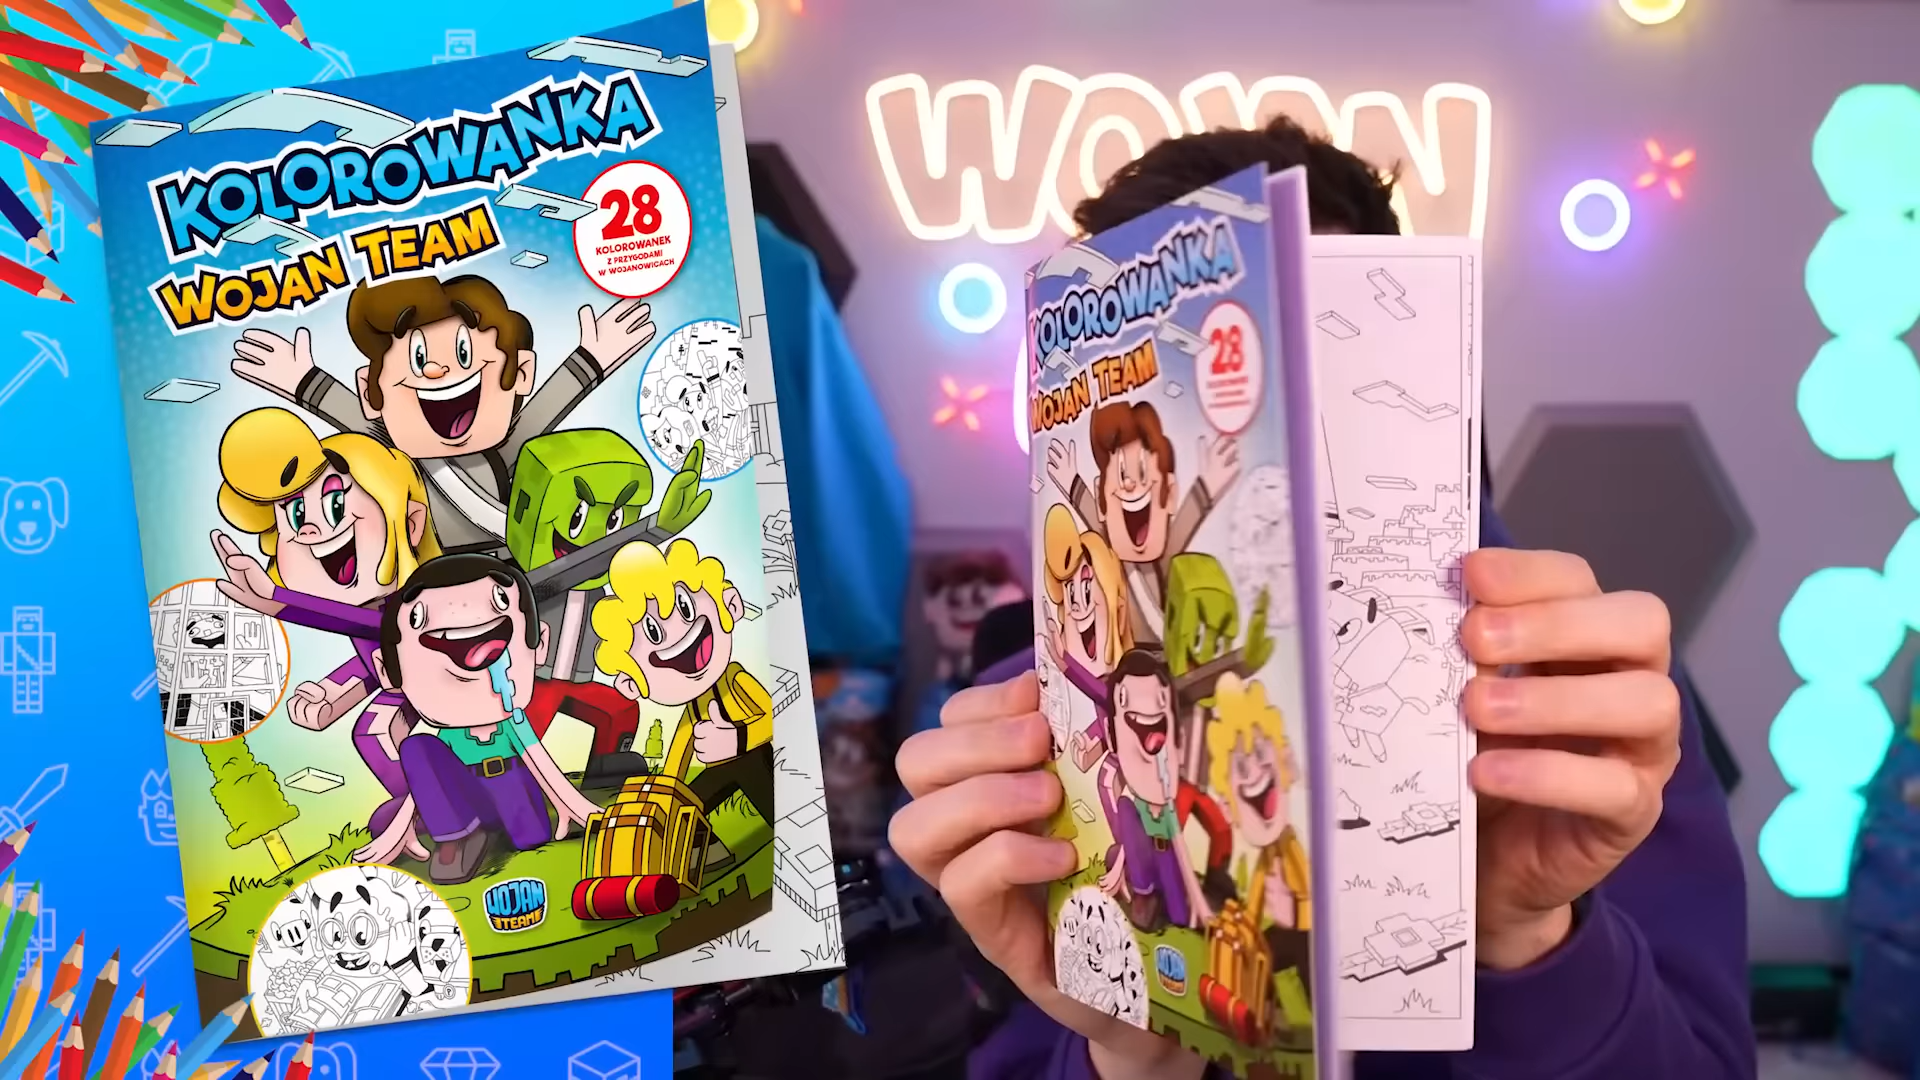 KOLOROWANKA
WOJAN TEAM
28
KOLOROWANEK
Z PRZYGODAMI
W WOJANOWICACH
WOJAN
TEAM
WOJAN
KOLOROWANKA
WOJAN TEAM
28